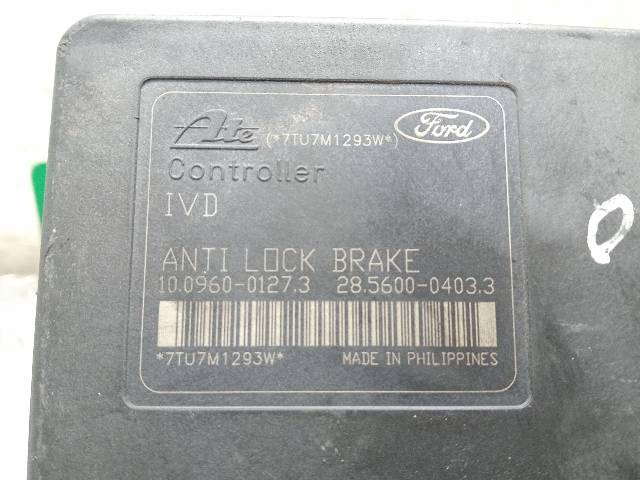 Ate (*7TU7M1293W*) Ford
Controller
IVD
ANTI LOCK BRAKE
10.0960-0127.3 28.5600-0403.3
*7TU7M1293W* MADE IN PHILIPPINES
0